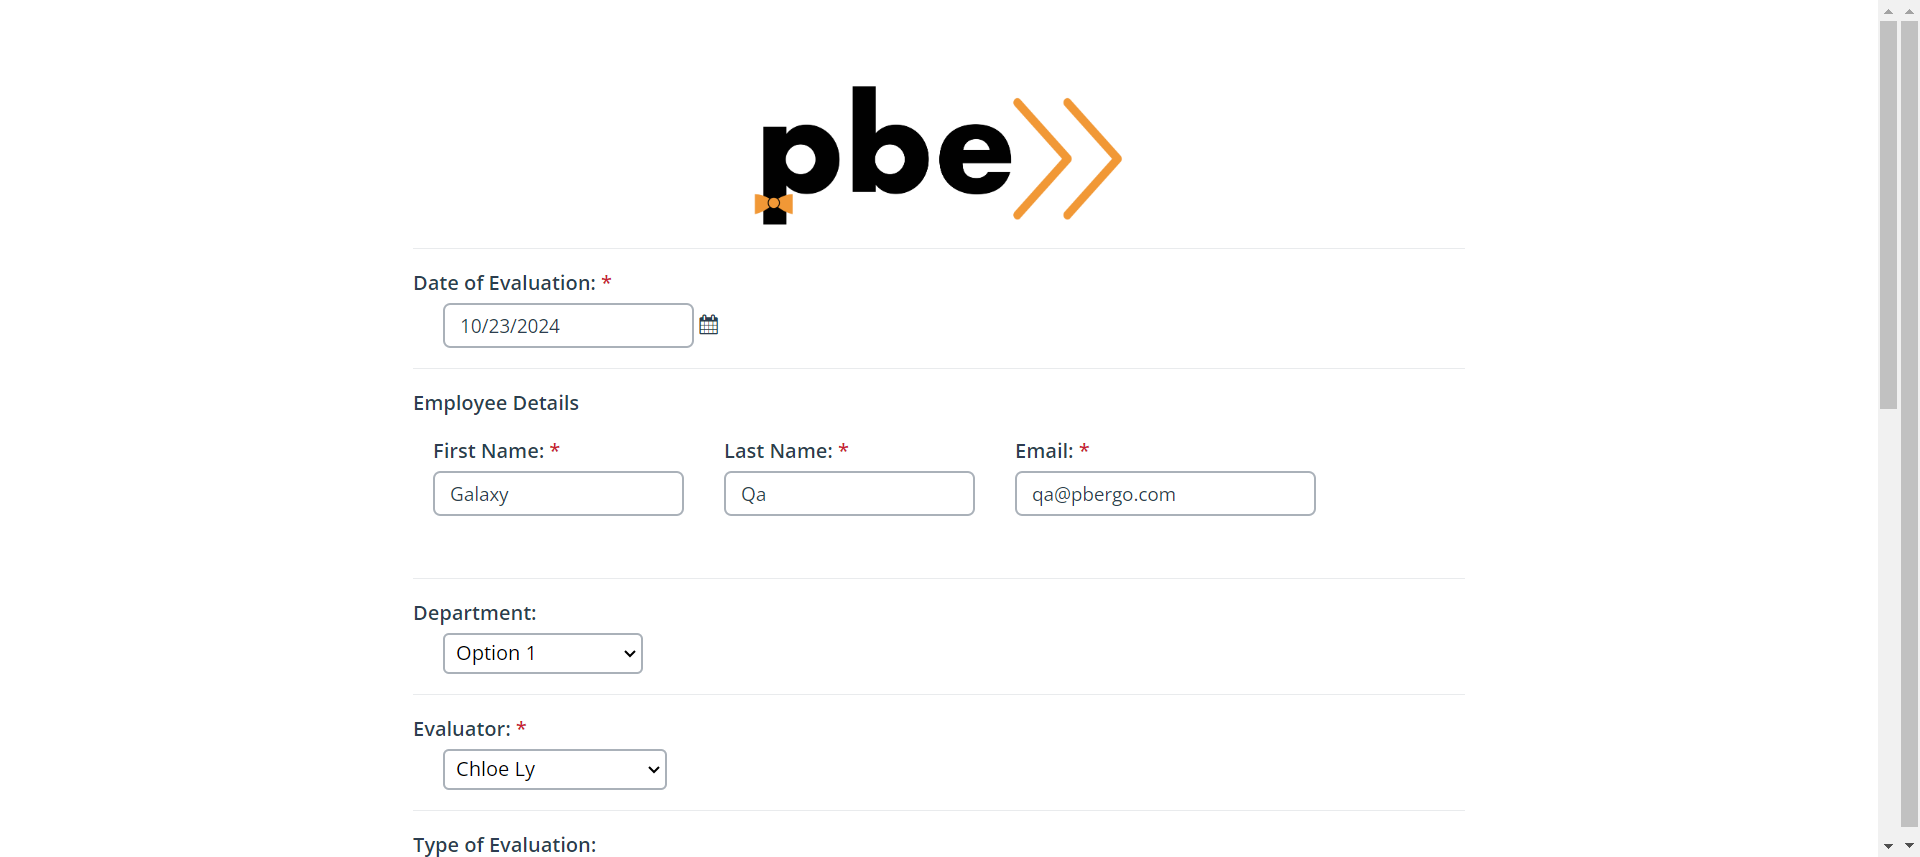 pbe
Date of Evaluation: *
10/23/2024
Employee Details
First Name: * Last Name: * Email: *
Galaxy Qa qa@pbergo.com
Department:
Option 1
Evaluator: *
Chloe Ly
Type of Evaluation: